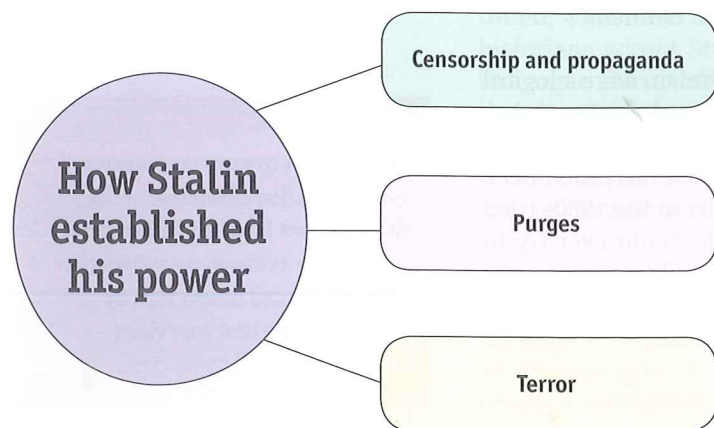 How Stalin
established
his power
Censorship and propaganda
Purges
Terror